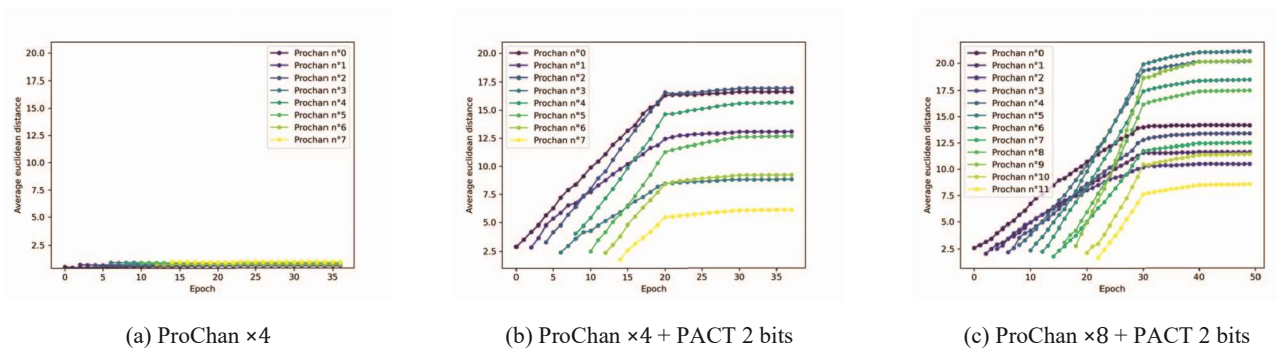 20.0
17.5
15.0
12.5
10.0
7.5
5.0
2.5
Average euclidean distance
0 5 10 15 20 25 30 35
Epoch
Prochan n°0
Prochan n°1
Prochan n°2
Prochan n°3
Prochan n°4
Prochan n°5
Prochan n°6
Prochan n°7
(a) ProChan ×4
20.0
17.5
15.0
12.5
10.0
7.5
5.0
2.5
Average euclidean distance
0 5 10 15 20 25 30 35
Epoch
Prochan n°0
Prochan n°1
Prochan n°2
Prochan n°3
Prochan n°4
Prochan n°5
Prochan n°6
Prochan n°7
(b) ProChan ×4 + PACT 2 bits
20.0
17.5
15.0
12.5
10.0
7.5
5.0
2.5
Average euclidean distance
0 10 20 30 40 50
Epoch
Prochan n°0
Prochan n°1
Prochan n°2
Prochan n°3
Prochan n°4
Prochan n°5
Prochan n°6
Prochan n°7
Prochan n°8
Prochan n°9
Prochan n°10
Prochan n°11
(c) ProChan ×8 + PACT 2 bits